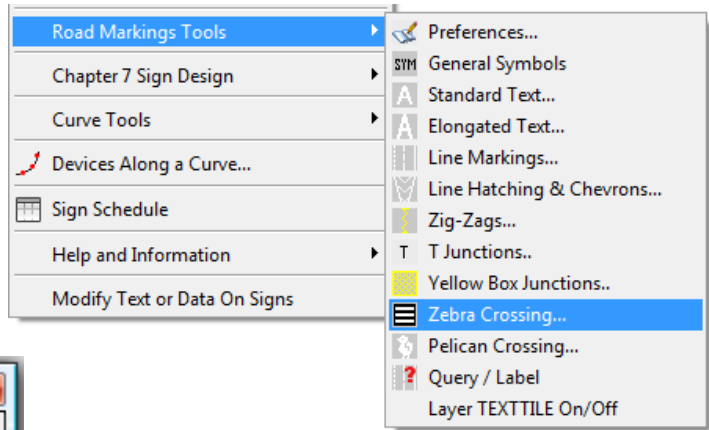 Road Markings Tools
Chapter 7 Sign Design
Curve Tools
Devices Along a Curve...
Sign Schedule
Help and Information
Modify Text or Data On Signs
Preferences...
SYM General Symbols
A Standard Text...
A Elongated Text...
Line Markings...
Line Hatching & Chevrons...
Zig-Zags...
T T Junctions..
Yellow Box Junctions..
Zebra Crossing...
Pelican Crossing...
? Query / Label
Layer TEXTTILE On/Off